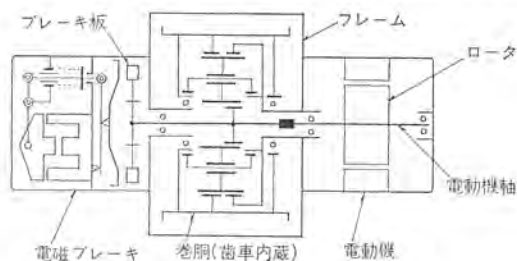 ブレーキ板
フレーム
ロータ
電動機軸
電磁ブレーキ
巻胴(歯車内蔵)
電動機